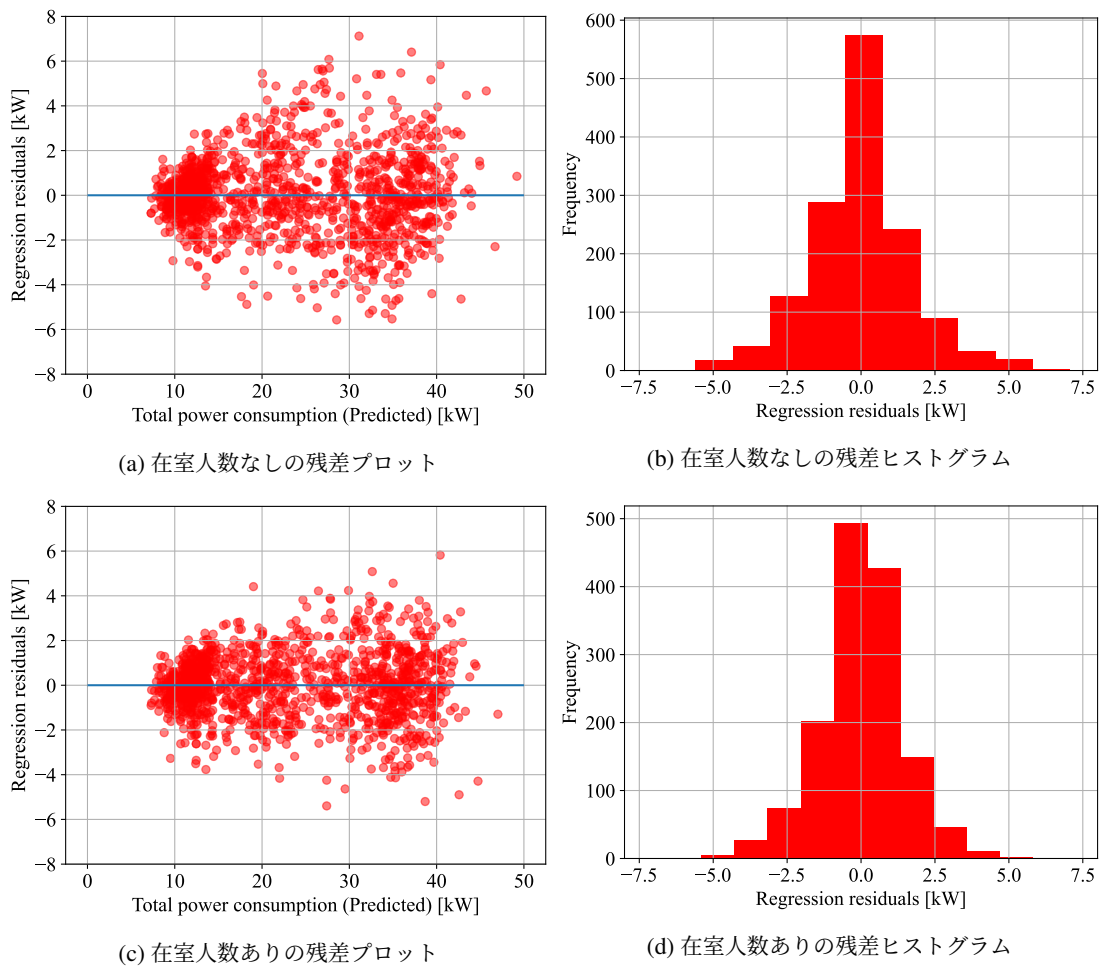 8
6
4
2
0
−2
−4
−6
−8
Regression residuals [kW]
0 10 20 30 40 50
Total power consumption (Predicted) [kW]
(a) 在室人数なしの残差プロット
600
500
400
300
200
100
0
Frequency
−7.5 −5.0 −2.5 0.0 2.5 5.0 7.5
Regression residuals [kW]
(b) 在室人数なしの残差ヒストグラム
8
6
4
2
0
−2
−4
−6
−8
Regression residuals [kW]
0 10 20 30 40 50
Total power consumption (Predicted) [kW]
(c) 在室人数ありの残差プロット
500
400
300
200
100
0
Frequency
−7.5 −5.0 −2.5 0.0 2.5 5.0 7.5
Regression residuals [kW]
(d) 在室人数ありの残差ヒストグラム